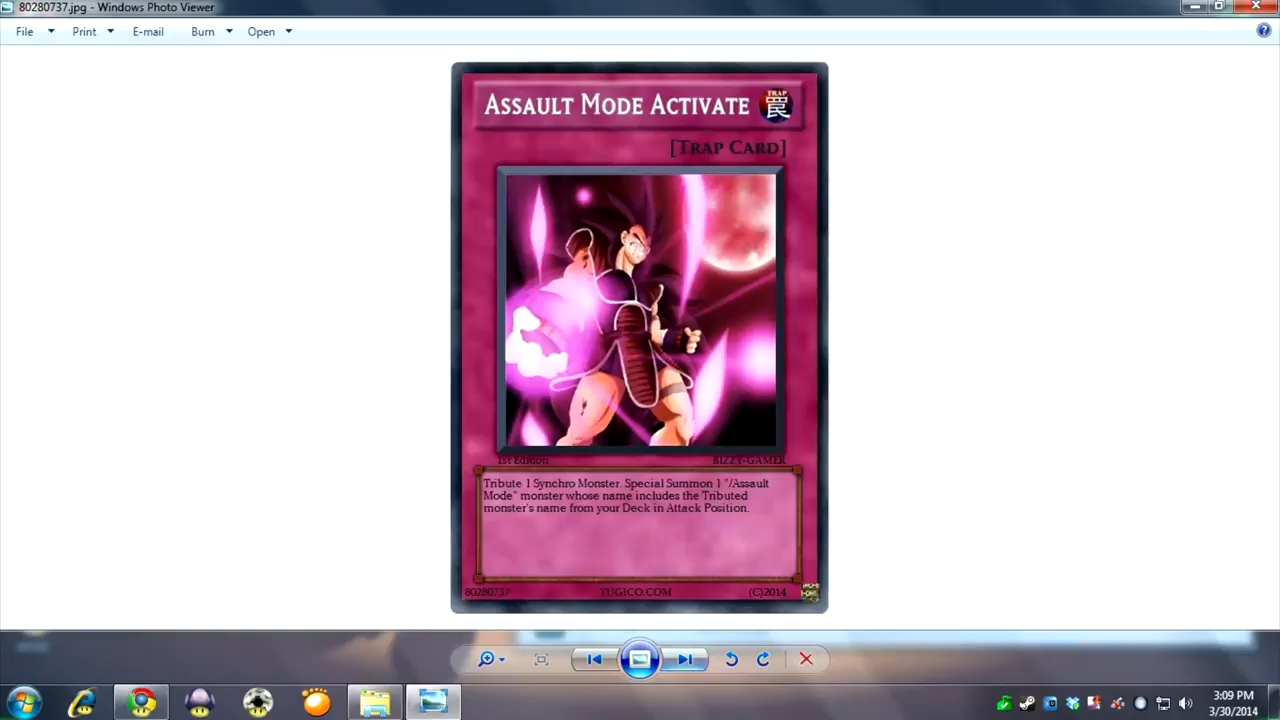 80280737.jpg - Windows Photo Viewer
File Print E-mail Burn Open
ASSAULT MODE ACTIVATE
TRAP
罠
[TRAP CARD]
1st Edition BIZZY-GAMER
Tribute 1 Synchro Monster. Special Summon 1 "/Assault
Mode" monster whose name includes the Tributed
monster's name from your Deck in Attack Position.
80280737 YUGICO.COM (C)2014
3:09 PM
3/30/2014